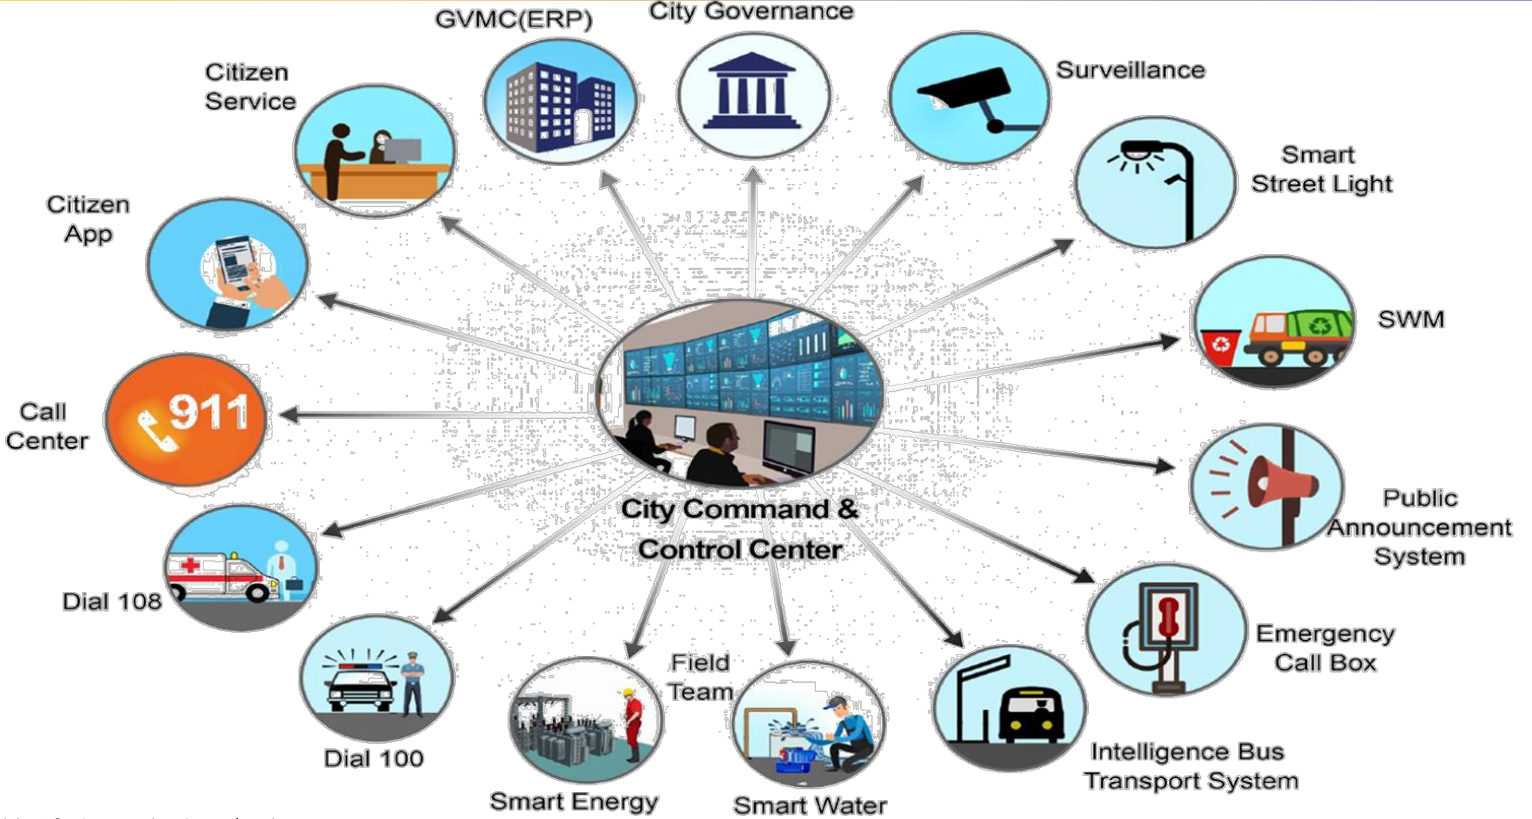 GVMC(ERP)
City Governance
Citizen
Service
Surveillance
Smart
Street Light
Citizen
App
SWM
911
Call
Center
Public
Announcement
System
City Command &
Control Center
Dial 108
Emergency
Call Box
Field
Team
Dial 100
Intelligence Bus
Transport System
Smart Energy
Smart Water